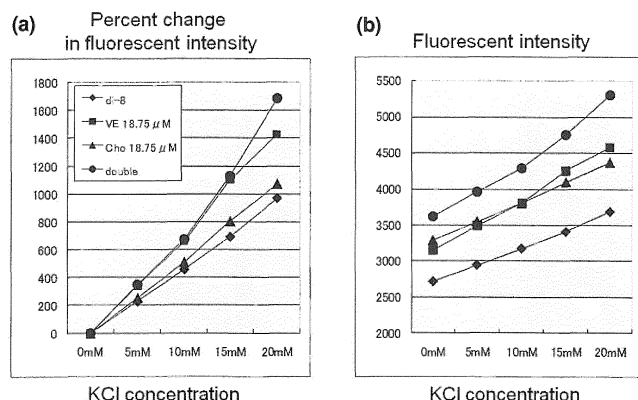 (a)
Percent change
in fluorescent intensity
1800
1600
1400
1200
1000
800
600
400
200
0
di-8
VE 18.75 μM
Cho 18.75 μM
double
0mM 5mM 10mM 15mM 20mM
KCl concentration
(b)
Fluorescent intensity
5500
5000
4500
4000
3500
3000
2500
2000
0mM 5mM 10mM 15mM 20mM
KCl concentration